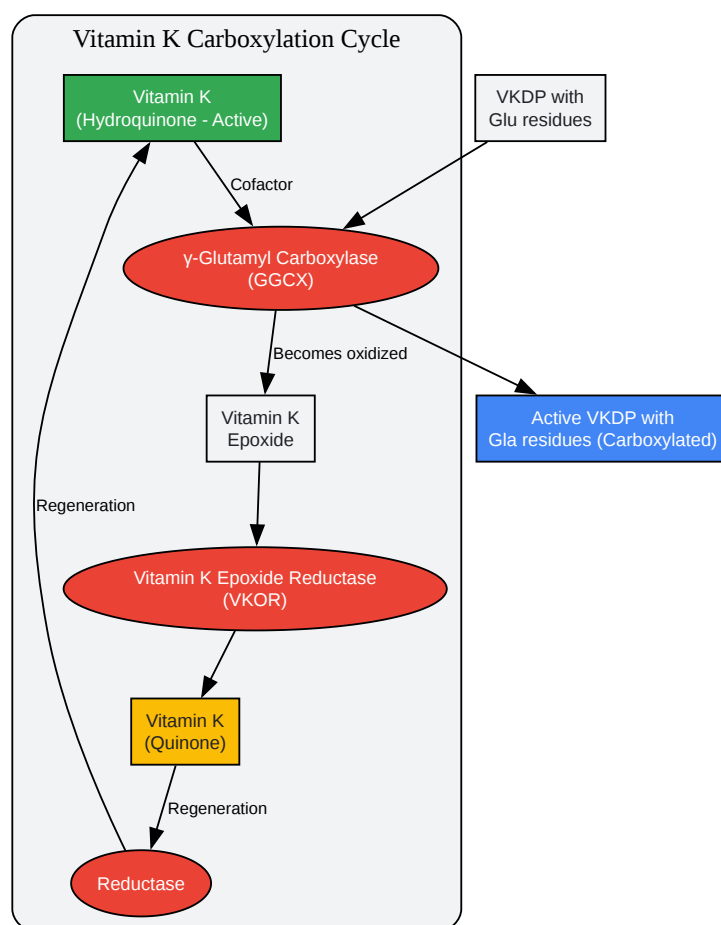 Vitamin K Carboxylation Cycle
Vitamin K
(Hydroquinone - Active)
VKDP with
Glu residues
Cofactor
γ-Glutamyl Carboxylase
(GGCX)
Becomes oxidized
Vitamin K
Epoxide
Active VKDP with
Gla residues (Carboxylated)
Regeneration
Vitamin K Epoxide Reductase
(VKOR)
Vitamin K
(Quinone)
Regeneration
Reductase